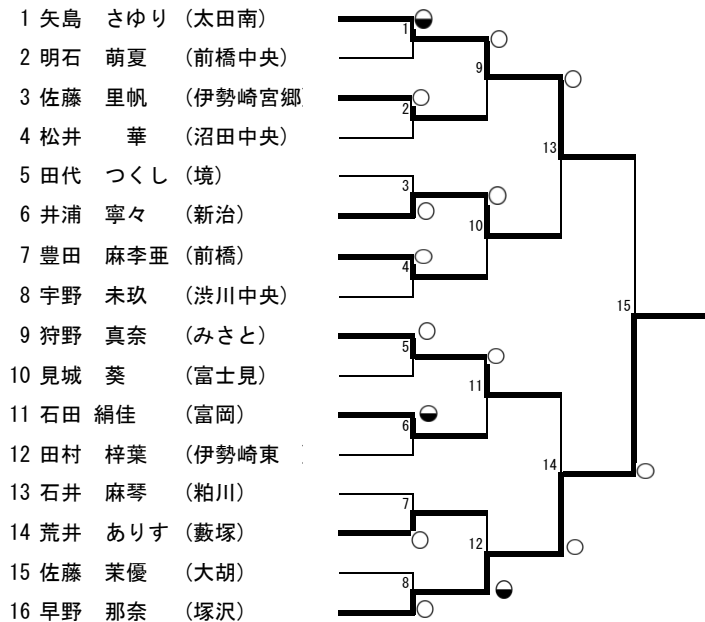 1 矢島　さゆり (太田南)
2 明石　萌夏　(前橋中央)
3 佐藤　里帆　(伊勢崎宮郷
4 松井　　華　(沼田中央)
5 田代　つくし (境)
6 井浦　寧々　(新治)
7 豊田　麻李亜 (前橋)
8 宇野　未玖　(渋川中央)
9 狩野　真奈　(みさと)
10 見城　葵　　(富士見)
11 石田 絹佳　　(富岡)
12 田村　梓葉　(伊勢崎東
13 石井　麻琴　(粕川)
14 荒井　ありす (藪塚)
15 佐藤　茉優　(大胡)
16 早野　那奈　(塚沢)
1
2
3
4
5
6
7
8
9
10
11
12
13
14
15